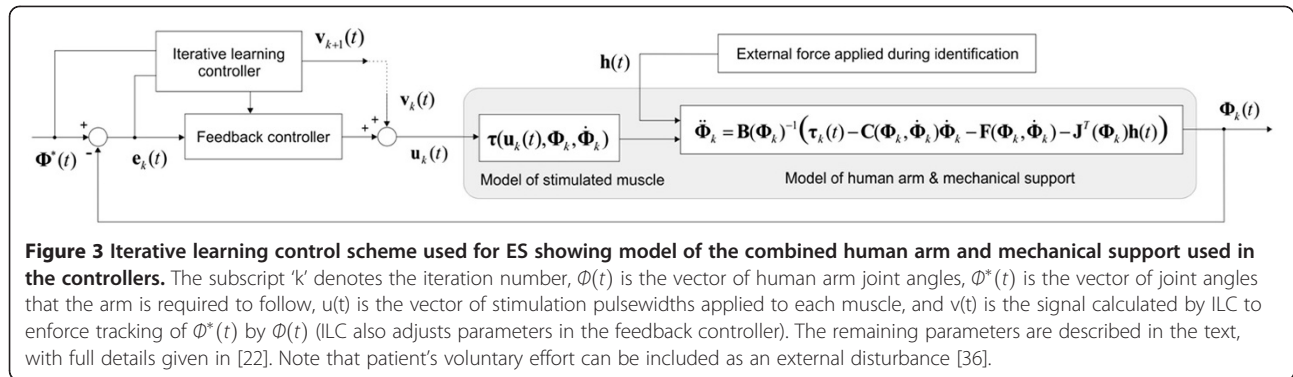 Iterative learning
controller
v_{k+1}(t)
External force applied during identification
h(t)
v_k(t)
+
-
Feedback controller
+
+
Φ*(t)
e_k(t)
u_k(t)
τ(u_k(t),Φ_k,Φ̇_k)
Φ̈_k = B(Φ_k)^{-1}(τ_k(t)−C(Φ_k,Φ̇_k)Φ̇_k−F(Φ_k,Φ̇_k)−J^T(Φ_k)h(t))
Φ_k(t)
Model of stimulated muscle
Model of human arm & mechanical support
Figure 3 Iterative learning control scheme used for ES showing model of the combined human arm and mechanical support used in
the controllers. The subscript 'k' denotes the iteration number, Φ(t) is the vector of human arm joint angles, Φ*(t) is the vector of joint angles
that the arm is required to follow, u(t) is the vector of stimulation pulsewidths applied to each muscle, and v(t) is the signal calculated by ILC to
enforce tracking of Φ*(t) by Φ(t) (ILC also adjusts parameters in the feedback controller). The remaining parameters are described in the text,
with full details given in [22]. Note that patient's voluntary effort can be included as an external disturbance [36].